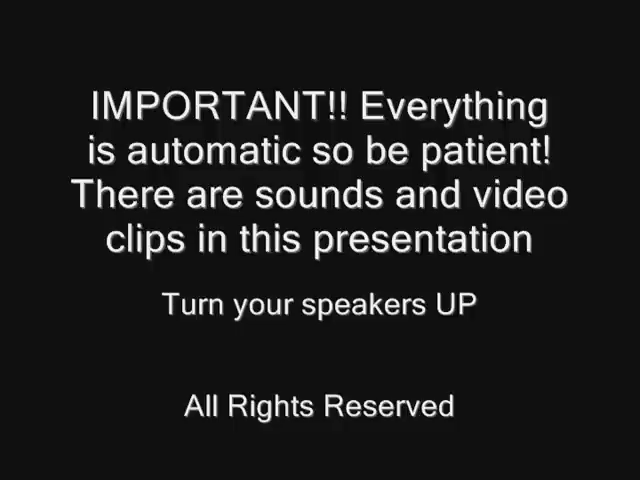 IMPORTANT!! Everything
is automatic so be patient!
There are sounds and video
clips in this presentation
Turn your speakers UP
All Rights Reserved